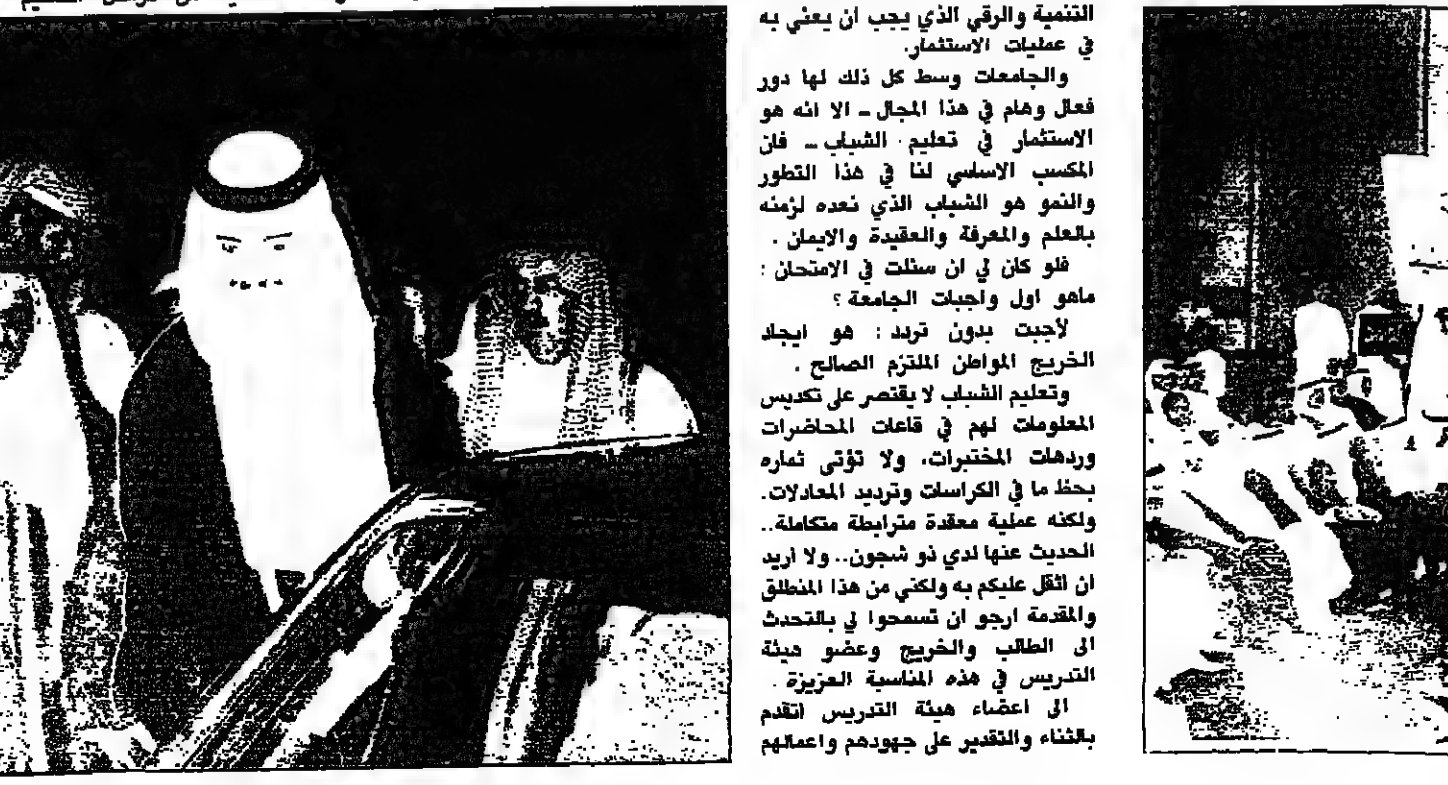 التنمية والرقي الذي يجب ان يعنى به
في عمليات الاستثمار.
والجامعات وسط كل ذلك لها دور
فعال وهام في هذا المجال ـ الا انه هو
الاستثمار في تعليم الشباب ـ فان
المكسب الاساسي لنا في هذا التطور
والنمو هو الشباب الذي نعده لزمنه
بالعلم والمعرفة والعقيدة والايمان .
فلو كان لي ان سئلت في الامتحان :
ماهو اول واجبات الجامعة ؟
لأجبت بدون تردد : هو ايجاد
الخريج المواطن الملتزم الصالح .
وتعليم الشباب لا يقتصر على تكديس
المعلومات لهم في قاعات المحاضرات
وردهات المختبرات، ولا تؤتى ثماره
بحفظ ما في الكراسات وترديد المعادلات.
ولكنه عملية معقدة مترابطة متكاملة..
الحديث عنها لدي ذو شجون.. ولا اريد
ان اثقل عليكم به ولكني من هذا المنطلق
والمقدمة ارجو ان تسمحوا لي بالتحدث
الى الطالب والخريج وعضو هيئة
التدريس في هذه المناسبة العزيزة .
الى اعضاء هيئة التدريس اتقدم
بالثناء والتقدير على جهودهم واعمالهم